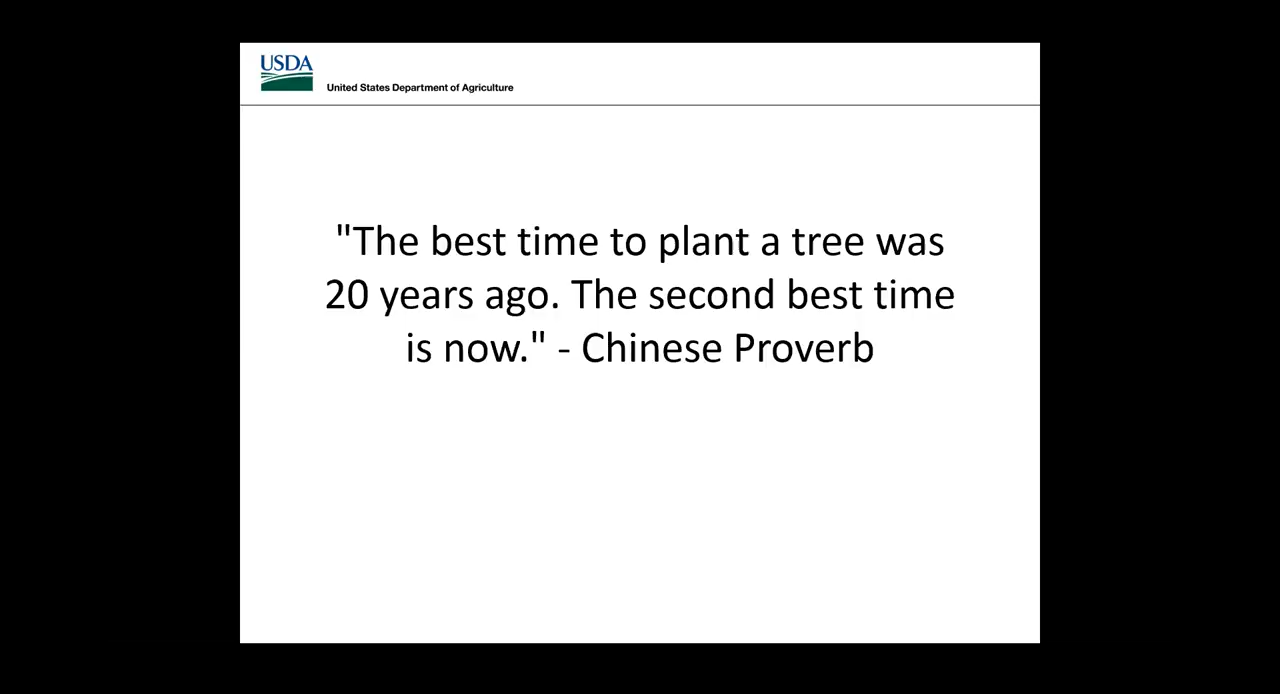 USDA
United States Department of Agriculture
"The best time to plant a tree was
20 years ago. The second best time
is now." - Chinese Proverb